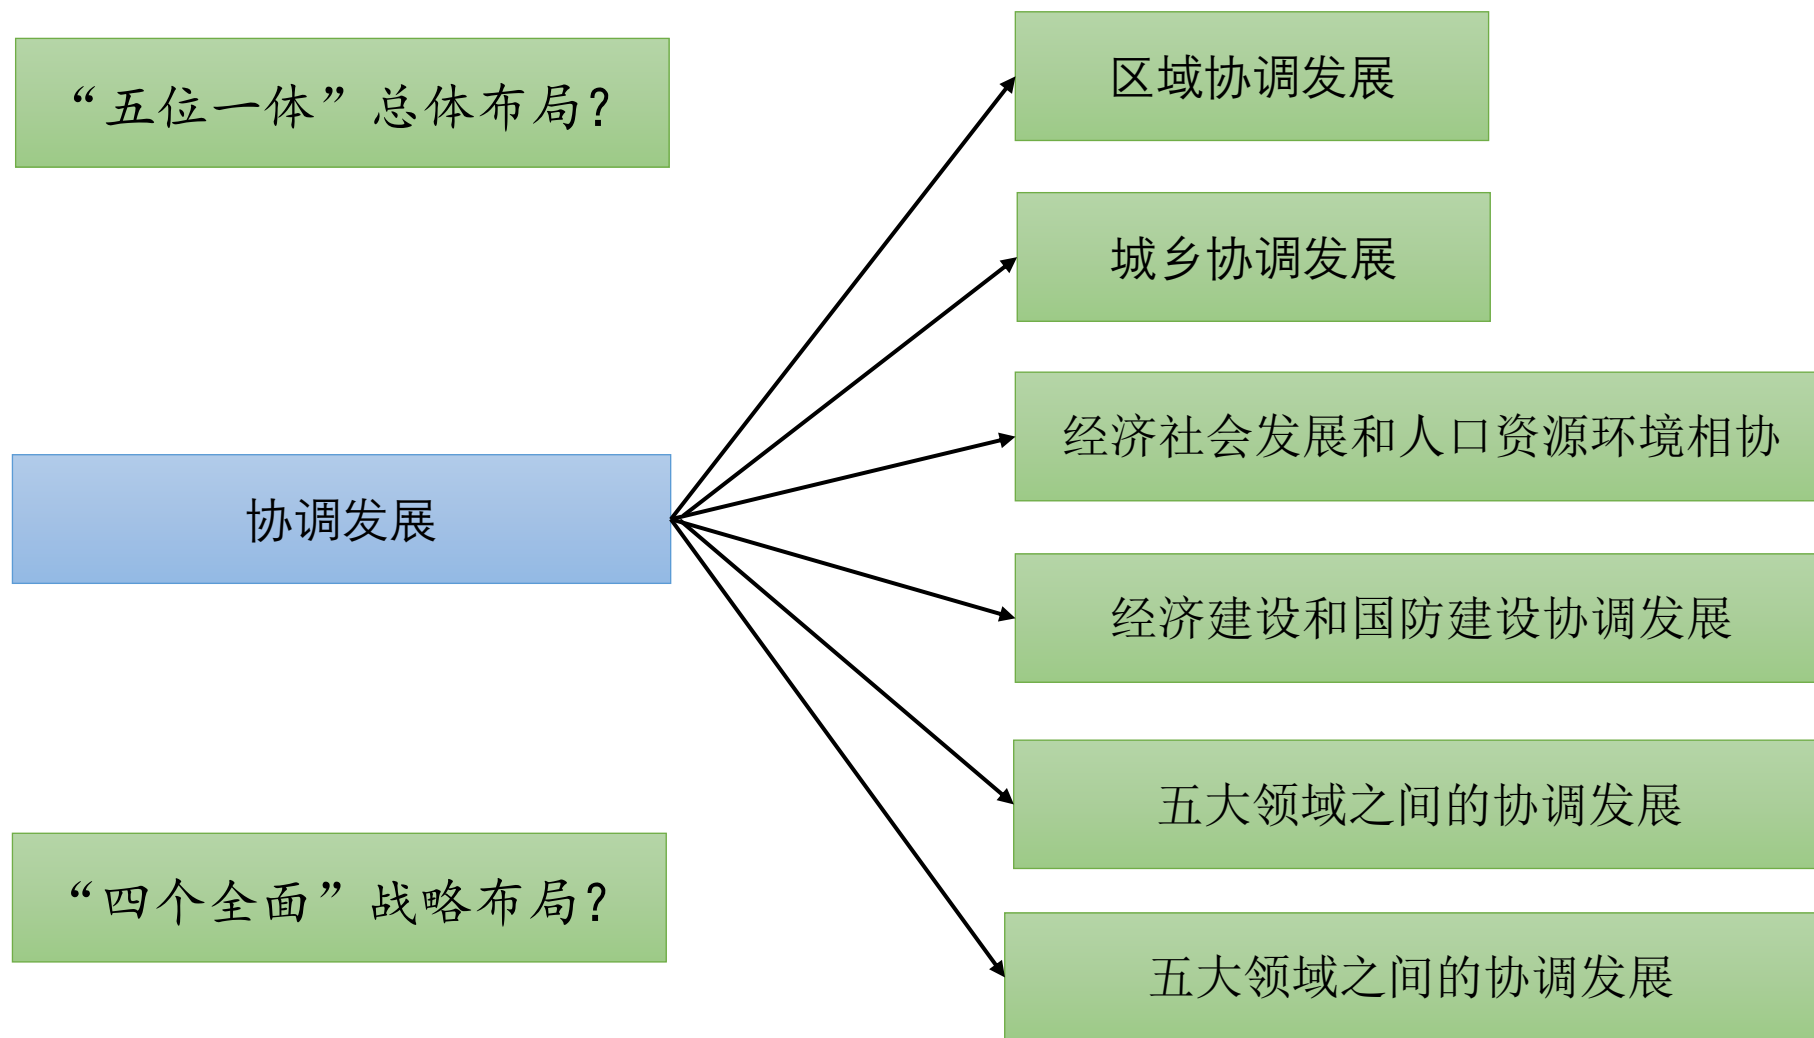 “五位一体”总体布局？
协调发展
“四个全面”战略布局？
区域协调发展
城乡协调发展
经济社会发展和人口资源环境相协
经济建设和国防建设协调发展
五大领域之间的协调发展
五大领域之间的协调发展